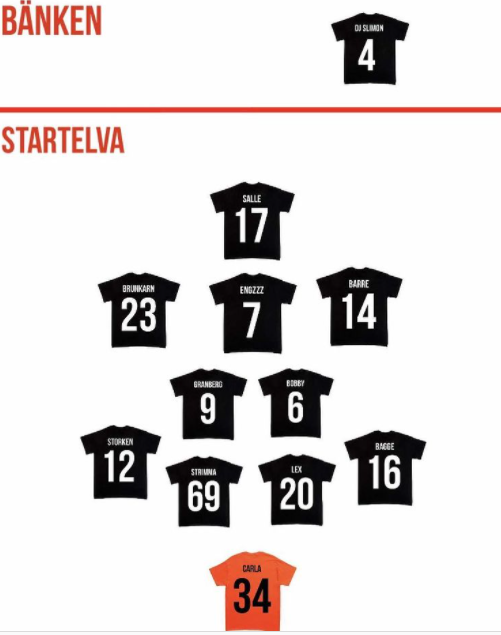 BÄNKEN
DJ SLIMON
4
STARTELVA
SALLE
17
BRUNKARN
23
ENGZZZ
7
BARRE
14
GRANBERG
9
BOBBY
6
STORKEN
12
STRIMMA
69
LEX
20
BAGGE
16
CARLA
34